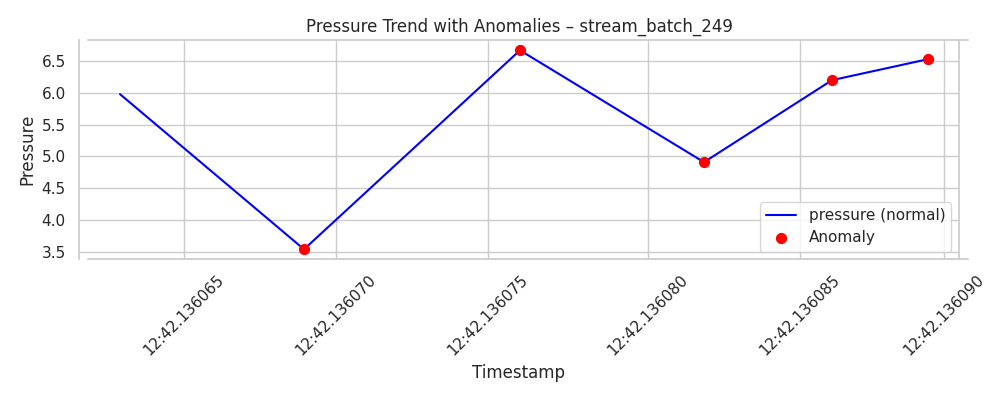 Pressure Trend with Anomalies – stream_batch_249
Pressure
6.5
6.0
5.5
5.0
4.5
4.0
3.5
pressure (normal)
Anomaly
12:42.136065
12:42.136070
12:42.136075
12:42.136080
12:42.136085
12:42.136090
Timestamp